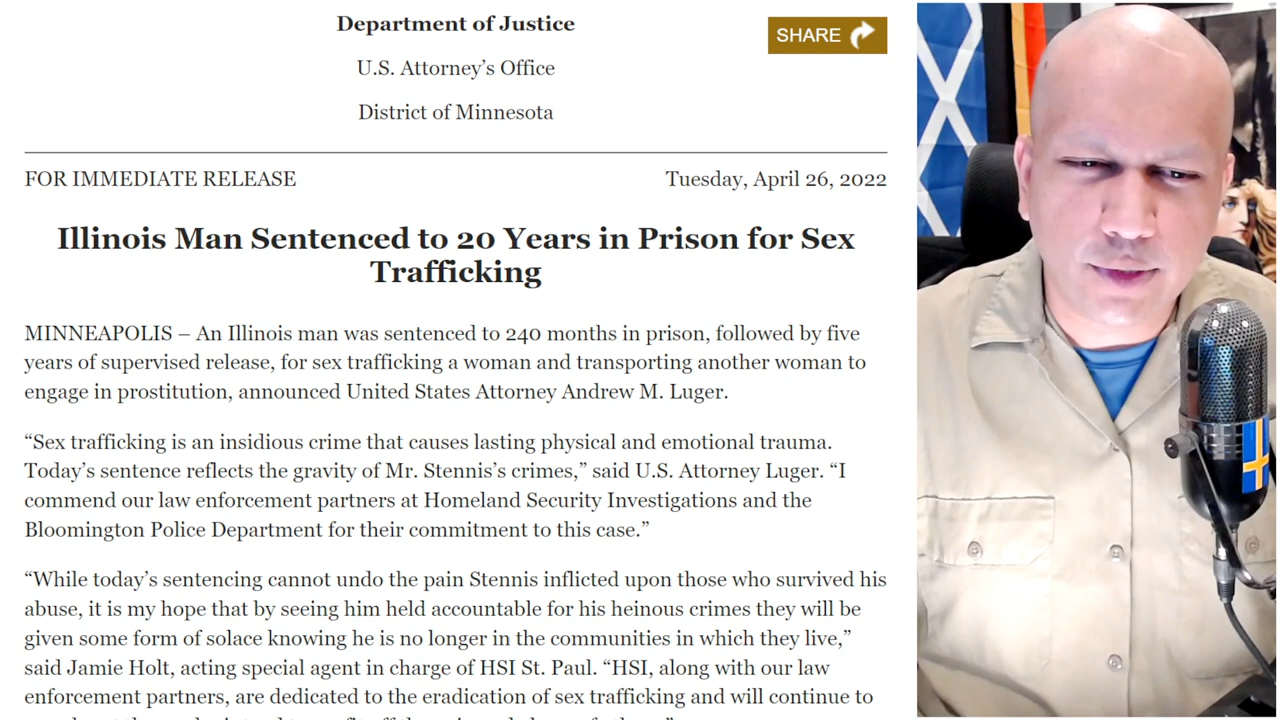 Department of Justice
SHARE
U.S. Attorney’s Office
District of Minnesota
FOR IMMEDIATE RELEASE
Tuesday, April 26, 2022
Illinois Man Sentenced to 20 Years in Prison for Sex
Trafficking
MINNEAPOLIS – An Illinois man was sentenced to 240 months in prison, followed by five
years of supervised release, for sex trafficking a woman and transporting another woman to
engage in prostitution, announced United States Attorney Andrew M. Luger.
“Sex trafficking is an insidious crime that causes lasting physical and emotional trauma.
Today’s sentence reflects the gravity of Mr. Stennis’s crimes,” said U.S. Attorney Luger. “I
commend our law enforcement partners at Homeland Security Investigations and the
Bloomington Police Department for their commitment to this case.”
“While today’s sentencing cannot undo the pain Stennis inflicted upon those who survived his
abuse, it is my hope that by seeing him held accountable for his heinous crimes they will be
given some form of solace knowing he is no longer in the communities in which they live,”
said Jamie Holt, acting special agent in charge of HSI St. Paul. “HSI, along with our law
enforcement partners, are dedicated to the eradication of sex trafficking and will continue to